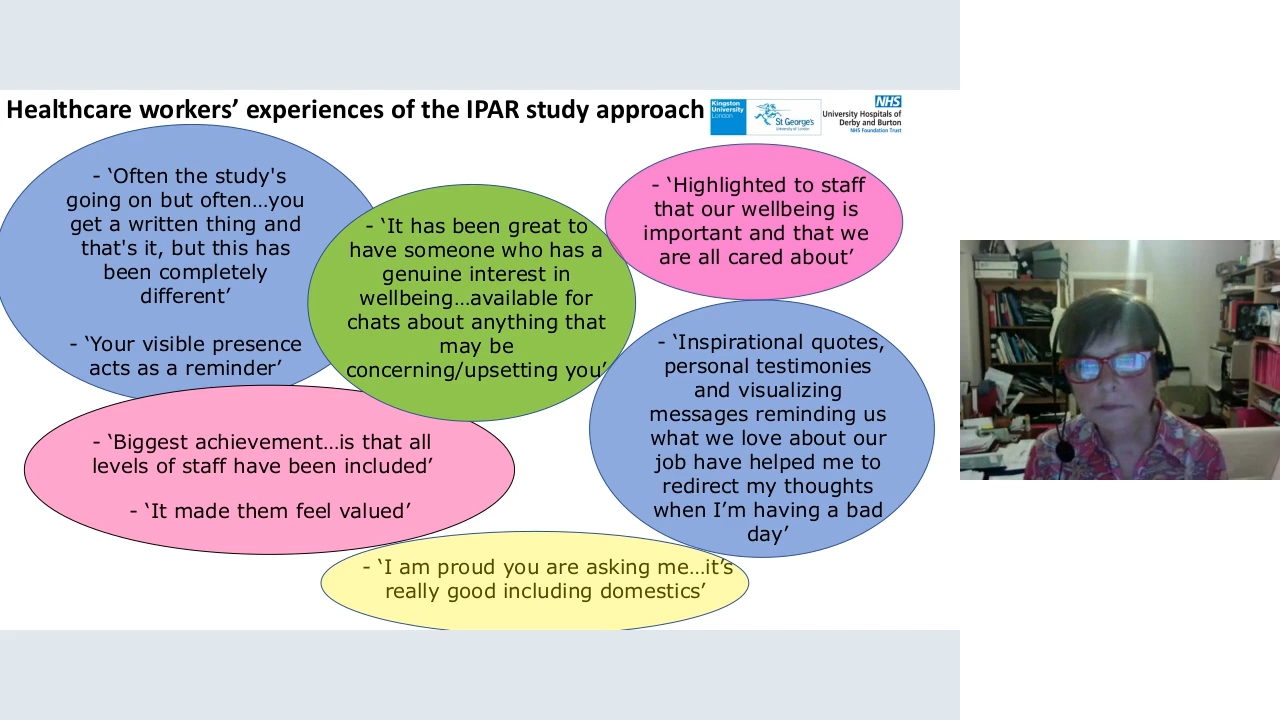 Healthcare workers’ experiences of the IPAR study approach
Kingston
University
London
St George's
University of London
NHS
University Hospitals of
Derby and Burton
NHS Foundation Trust
- ‘Often the study's
going on but often…you
get a written thing and
that's it, but this has
been completely
different’
- ‘Your visible presence
acts as a reminder’
- ‘It has been great to
have someone who has a
genuine interest in
wellbeing…available for
chats about anything that
may be
concerning/upsetting you’
- ‘Highlighted to staff
that our wellbeing is
important and that we
are all cared about’
- ‘Inspirational quotes,
personal testimonies
and visualizing
messages reminding us
what we love about our
job have helped me to
redirect my thoughts
when I’m having a bad
day’
- ‘Biggest achievement…is that all
levels of staff have been included’
- ‘It made them feel valued’
- ‘I am proud you are asking me…it’s
really good including domestics’